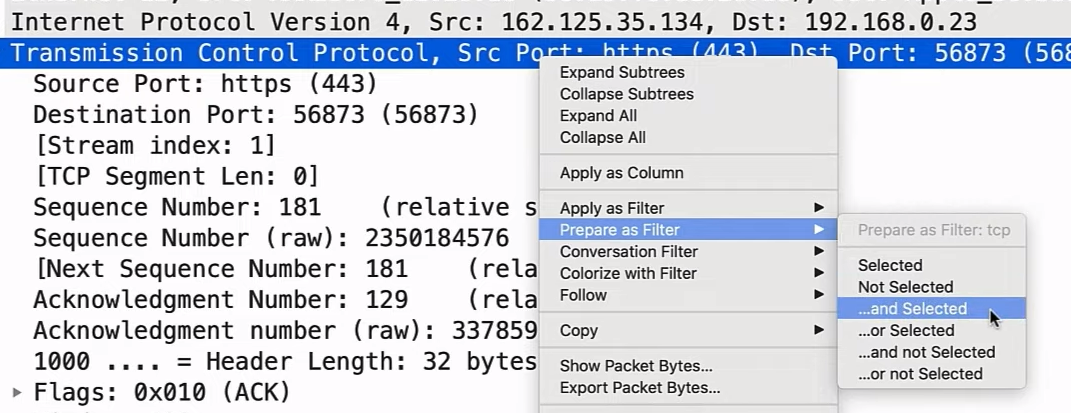 Internet Protocol Version 4, Src: 162.125.35.134, Dst: 192.168.0.23
Transmission Control Protocol, Src Port: https (443), Dst Port: 56873 (568
Source Port: https (443)
Destination Port: 56873 (56873)
[Stream index: 1]
[TCP Segment Len: 0]
Sequence Number: 181 (relative s
Sequence Number (raw): 2350184576
[Next Sequence Number: 181 (rela
Acknowledgment Number: 129 (rela
Acknowledgment number (raw): 337859
1000 .... = Header Length: 32 bytes
Flags: 0x010 (ACK)
Expand Subtrees
Collapse Subtrees
Expand All
Collapse All
Apply as Column
Apply as Filter
Prepare as Filter
Conversation Filter
Colorize with Filter
Follow
Copy
Show Packet Bytes...
Export Packet Bytes...
Prepare as Filter: tcp
Selected
Not Selected
...and Selected
...or Selected
...and not Selected
...or not Selected